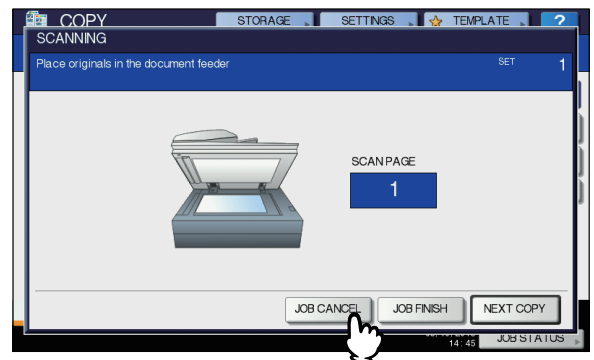 COPY
STORAGE
SETTINGS
TEMPLATE
?
SCANNING
Place originals in the document feeder
SET 1
SCAN PAGE
1
JOB CANCEL
JOB FINISH
NEXT COPY
14 : 45
JOB STATUS